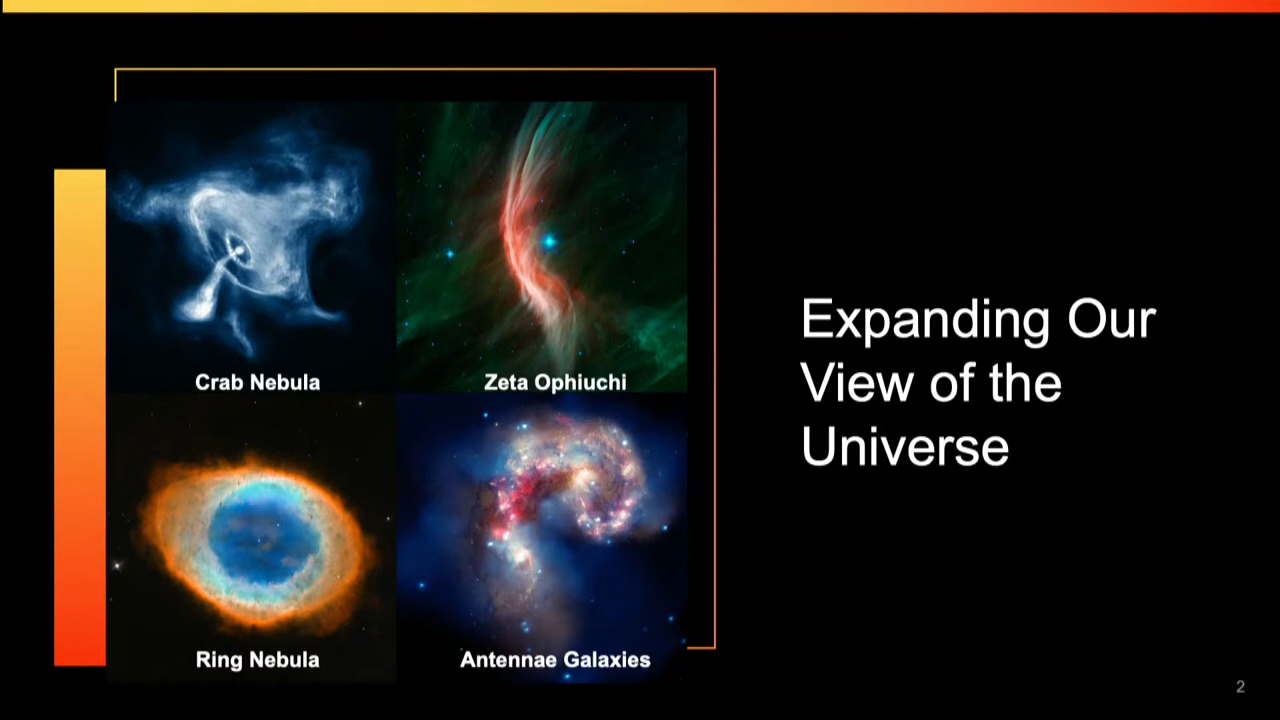 Crab Nebula
Zeta Ophiuchi
Ring Nebula
Antennae Galaxies
Expanding Our
View of the
Universe
2